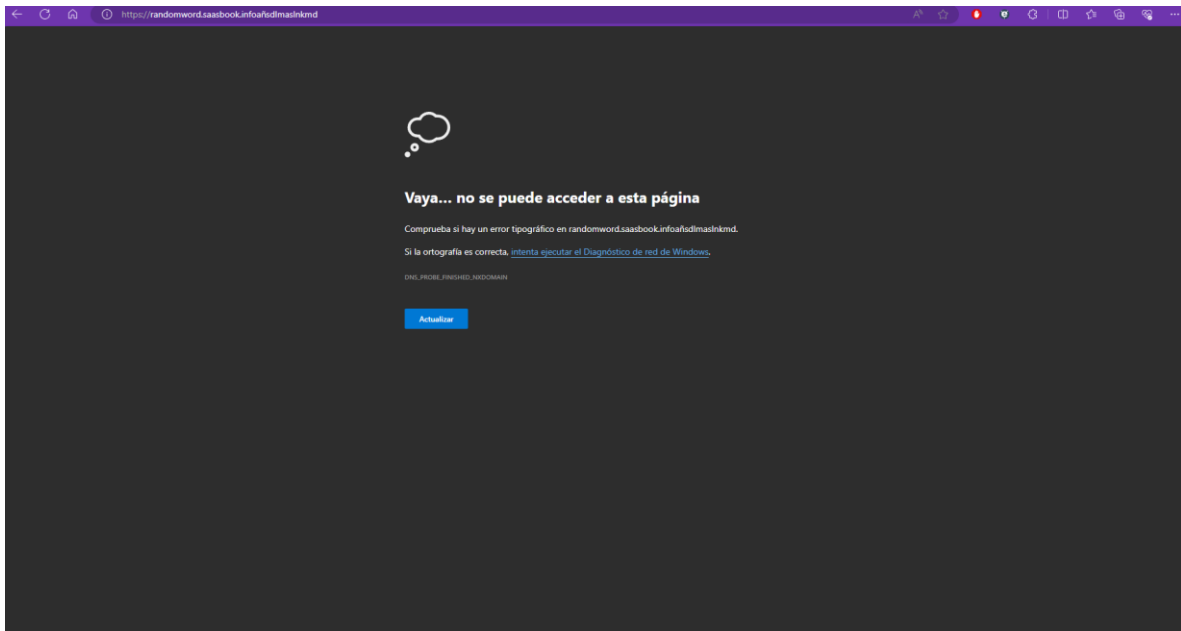 https://randomword.saasbook.infoañsdlmaslnkmd
Vaya... no se puede acceder a esta página
Comprueba si hay un error tipográfico en randomword.saasbook.infoañsdlmaslnkmd.
Si la ortografía es correcta, intenta ejecutar el Diagnóstico de red de Windows.
DNS_PROBE_FINISHED_NXDOMAIN
Actualizar